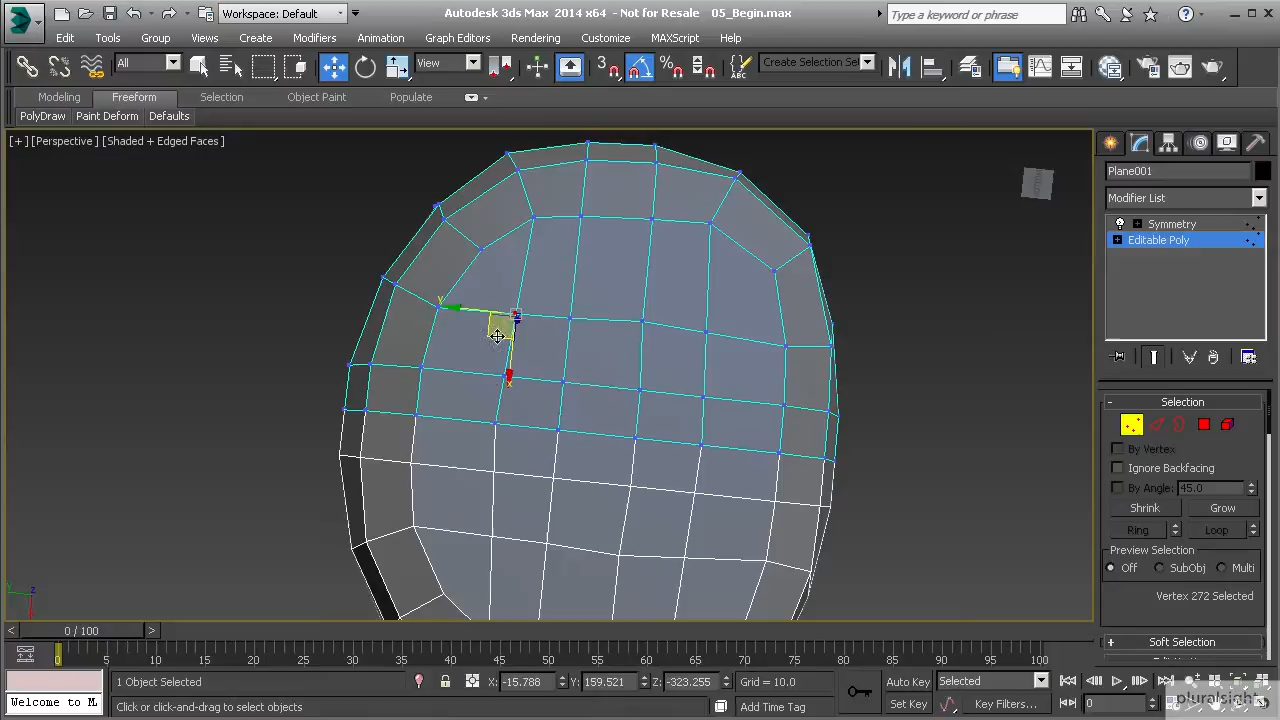 Workspace: Default
Autodesk 3ds Max 2014 x64 - Not for Resale 05_Begin.max
Type a keyword or phrase
Edit Tools Group Views Create Modifiers Animation Graph Editors Rendering Customize MAXScript Help
All View 3 Create Selection Se
Modeling Freeform Selection Object Paint Populate
PolyDraw Paint Deform Defaults
[+][Perspective][Shaded + Edged Faces]
Plane001
Modifier List
Symmetry
Editable Poly
- Selection
By Vertex
Ignore Backfacing
By Angle: 45.0
Shrink Grow
Ring Loop
Preview Selection
Off SubObj Multi
Vertex 272 Selected
+ Soft Selection
y
x
z
< 0 / 100 >
0 5 10 15 20 25 30 35 40 45 50 55 60 65 70 75 80 85 90 95 100
1 Object Selected X: -15.786 Y: 159.521 Z: -323.255 Grid = 10.0 Auto Key Selected
Welcome to M Click or click-and-drag to select objects Add Time Tag Set Key Key Filters... 0
pluralsight